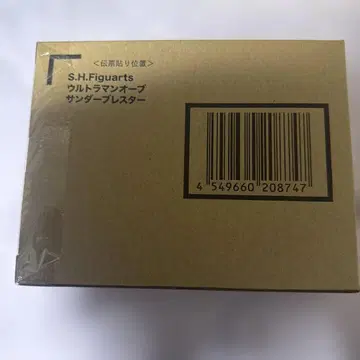 <伝票貼り位置>
S.H.Figuarts
ウルトラマンオーブ
サンダーブレスター
4 549660 208747